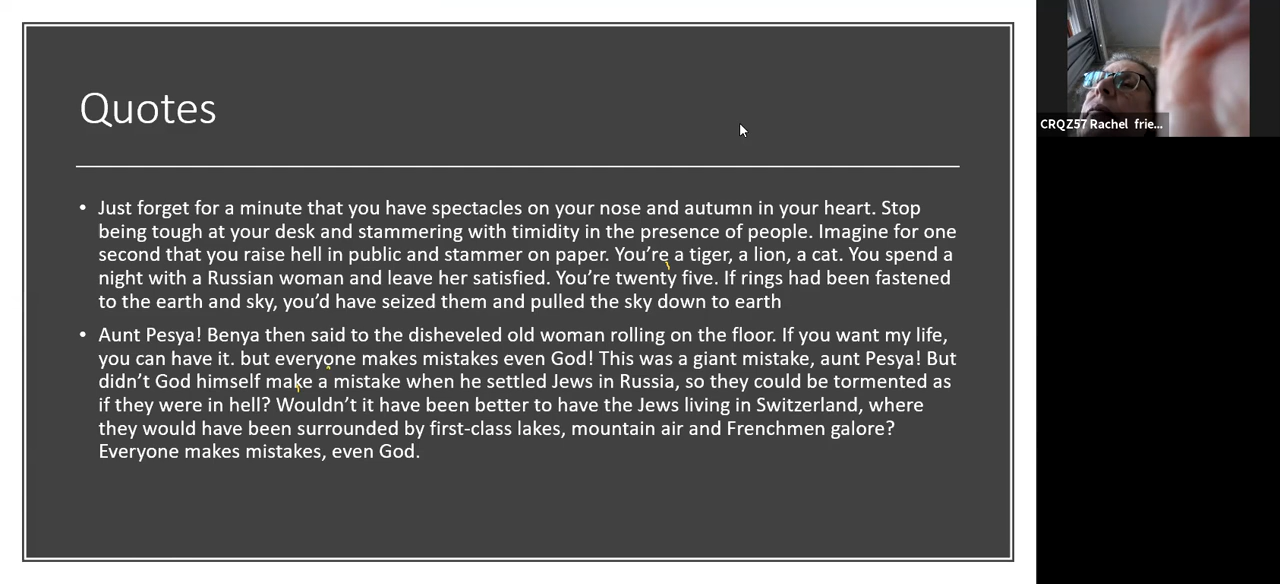 Quotes
• Just forget for a minute that you have spectacles on your nose and autumn in your heart. Stop
being tough at your desk and stammering with timidity in the presence of people. Imagine for one
second that you raise hell in public and stammer on paper. You’re a tiger, a lion, a cat. You spend a
night with a Russian woman and leave her satisfied. You’re twenty five. If rings had been fastened
to the earth and sky, you’d have seized them and pulled the sky down to earth
• Aunt Pesya! Benya then said to the disheveled old woman rolling on the floor. If you want my life,
you can have it. but everyone makes mistakes even God! This was a giant mistake, aunt Pesya! But
didn’t God himself make a mistake when he settled Jews in Russia, so they could be tormented as
if they were in hell? Wouldn’t it have been better to have the Jews living in Switzerland, where
they would have been surrounded by first-class lakes, mountain air and Frenchmen galore?
Everyone makes mistakes, even God.
CRQZ57 Rachel frie...